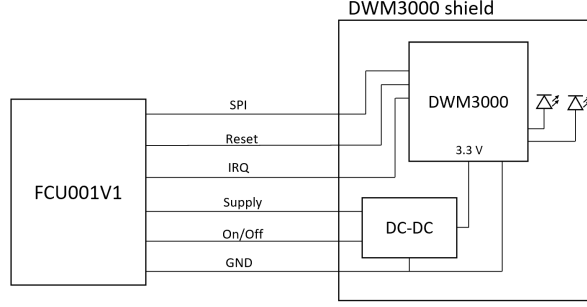 DWM3000 shield
SPI
DWM3000
Reset
3.3 V
IRQ
FCU001V1
Supply
DC-DC
On/Off
GND